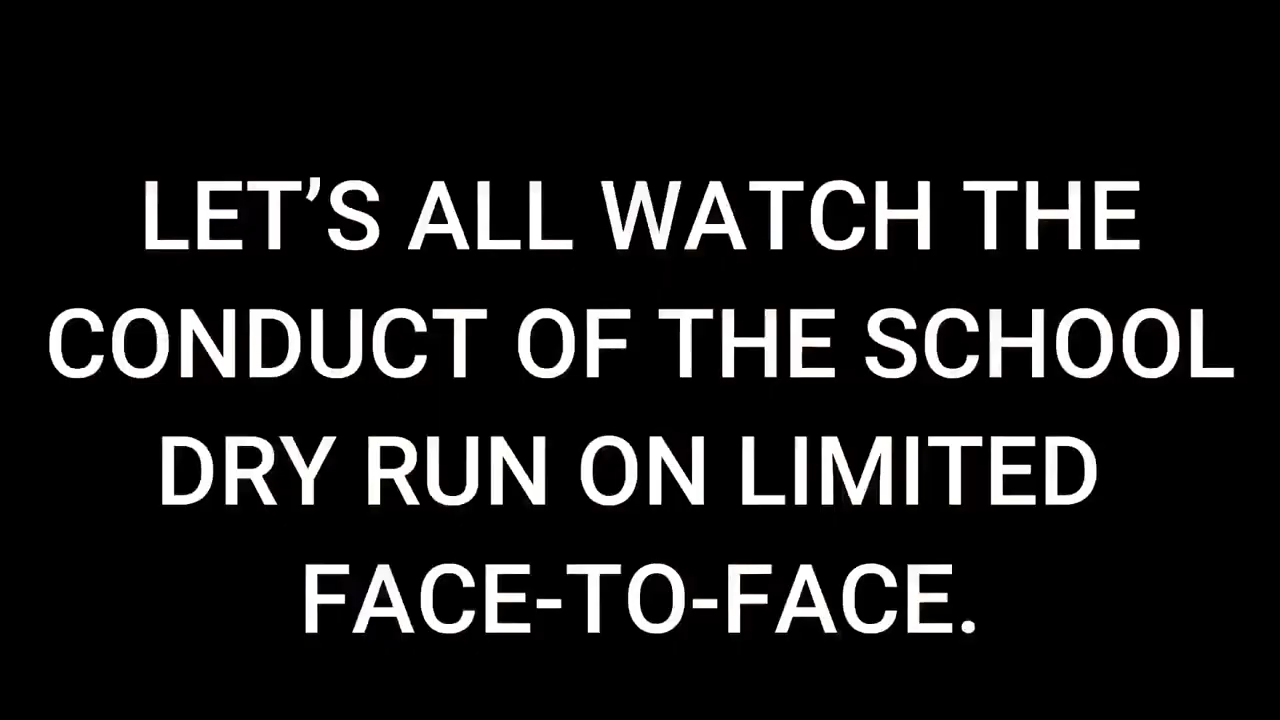 LET’S ALL WATCH THE
CONDUCT OF THE SCHOOL
DRY RUN ON LIMITED
FACE-TO-FACE.